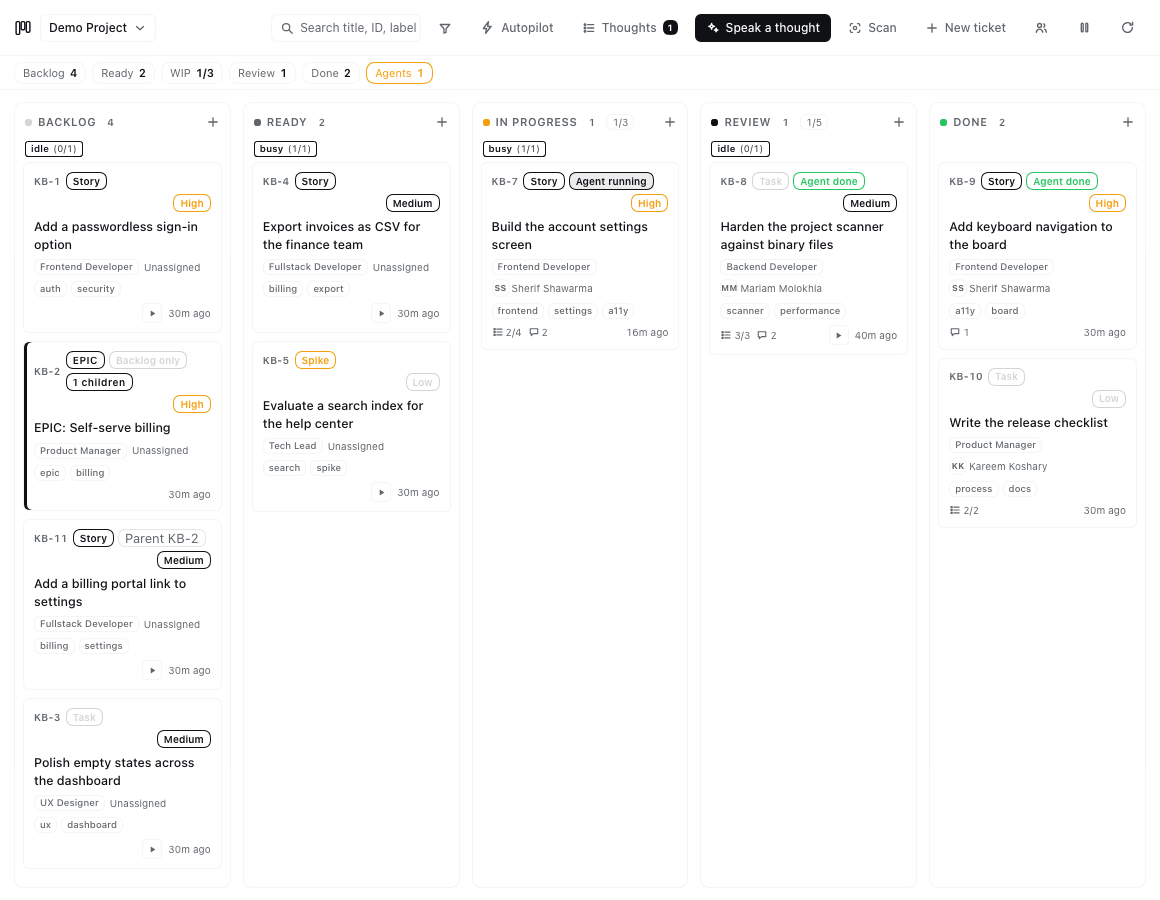 Demo Project
Search title, ID, label
Autopilot
Thoughts 1
Speak a thought
Scan
New ticket
Backlog 4
Ready 2
WIP 1/3
Review 1
Done 2
Agents 1
BACKLOG 4
idle (0/1)
KB-1 Story
High
Add a passwordless sign-in
option
Frontend Developer Unassigned
auth security
30m ago
KB-2 EPIC Backlog only
1 children
High
EPIC: Self-serve billing
Product Manager Unassigned
epic billing
30m ago
KB-11 Story Parent KB-2
Medium
Add a billing portal link to
settings
Fullstack Developer Unassigned
billing settings
30m ago
KB-3 Task
Medium
Polish empty states across
the dashboard
UX Designer Unassigned
ux dashboard
30m ago
READY 2
busy (1/1)
KB-4 Story
Medium
Export invoices as CSV for
the finance team
Fullstack Developer Unassigned
billing export
30m ago
KB-5 Spike
Low
Evaluate a search index for
the help center
Tech Lead Unassigned
search spike
30m ago
IN PROGRESS 1 1/3
busy (1/1)
KB-7 Story Agent running
High
Build the account settings
screen
Frontend Developer
SS Sherif Shawarma
frontend settings a11y
2/4 2 16m ago
REVIEW 1 1/5
idle (0/1)
KB-8 Task Agent done
Medium
Harden the project scanner
against binary files
Backend Developer
MM Mariam Molokhia
scanner performance
3/3 2 40m ago
DONE 2
KB-9 Story Agent done
High
Add keyboard navigation to
the board
Frontend Developer
SS Sherif Shawarma
a11y board
1 30m ago
KB-10 Task
Low
Write the release checklist
Product Manager
KK Kareem Koshary
process docs
2/2 30m ago